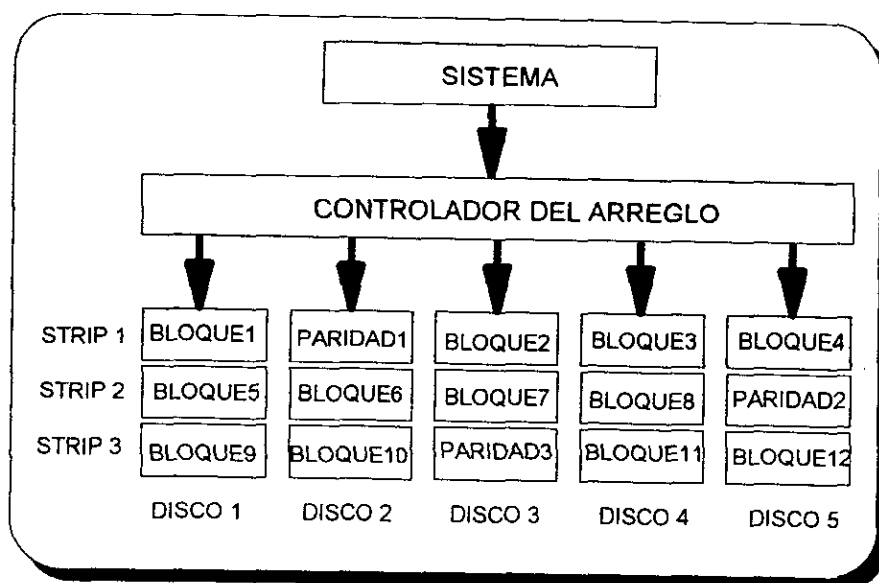 SISTEMA
CONTROLADOR DEL ARREGLO
STRIP 1 BLOQUE1 PARIDAD1 BLOQUE2 BLOQUE3 BLOQUE4
STRIP 2 BLOQUE5 BLOQUE6 BLOQUE7 BLOQUE8 PARIDAD2
STRIP 3 BLOQUE9 BLOQUE10 PARIDAD3 BLOQUE11 BLOQUE12
DISCO 1 DISCO 2 DISCO 3 DISCO 4 DISCO 5